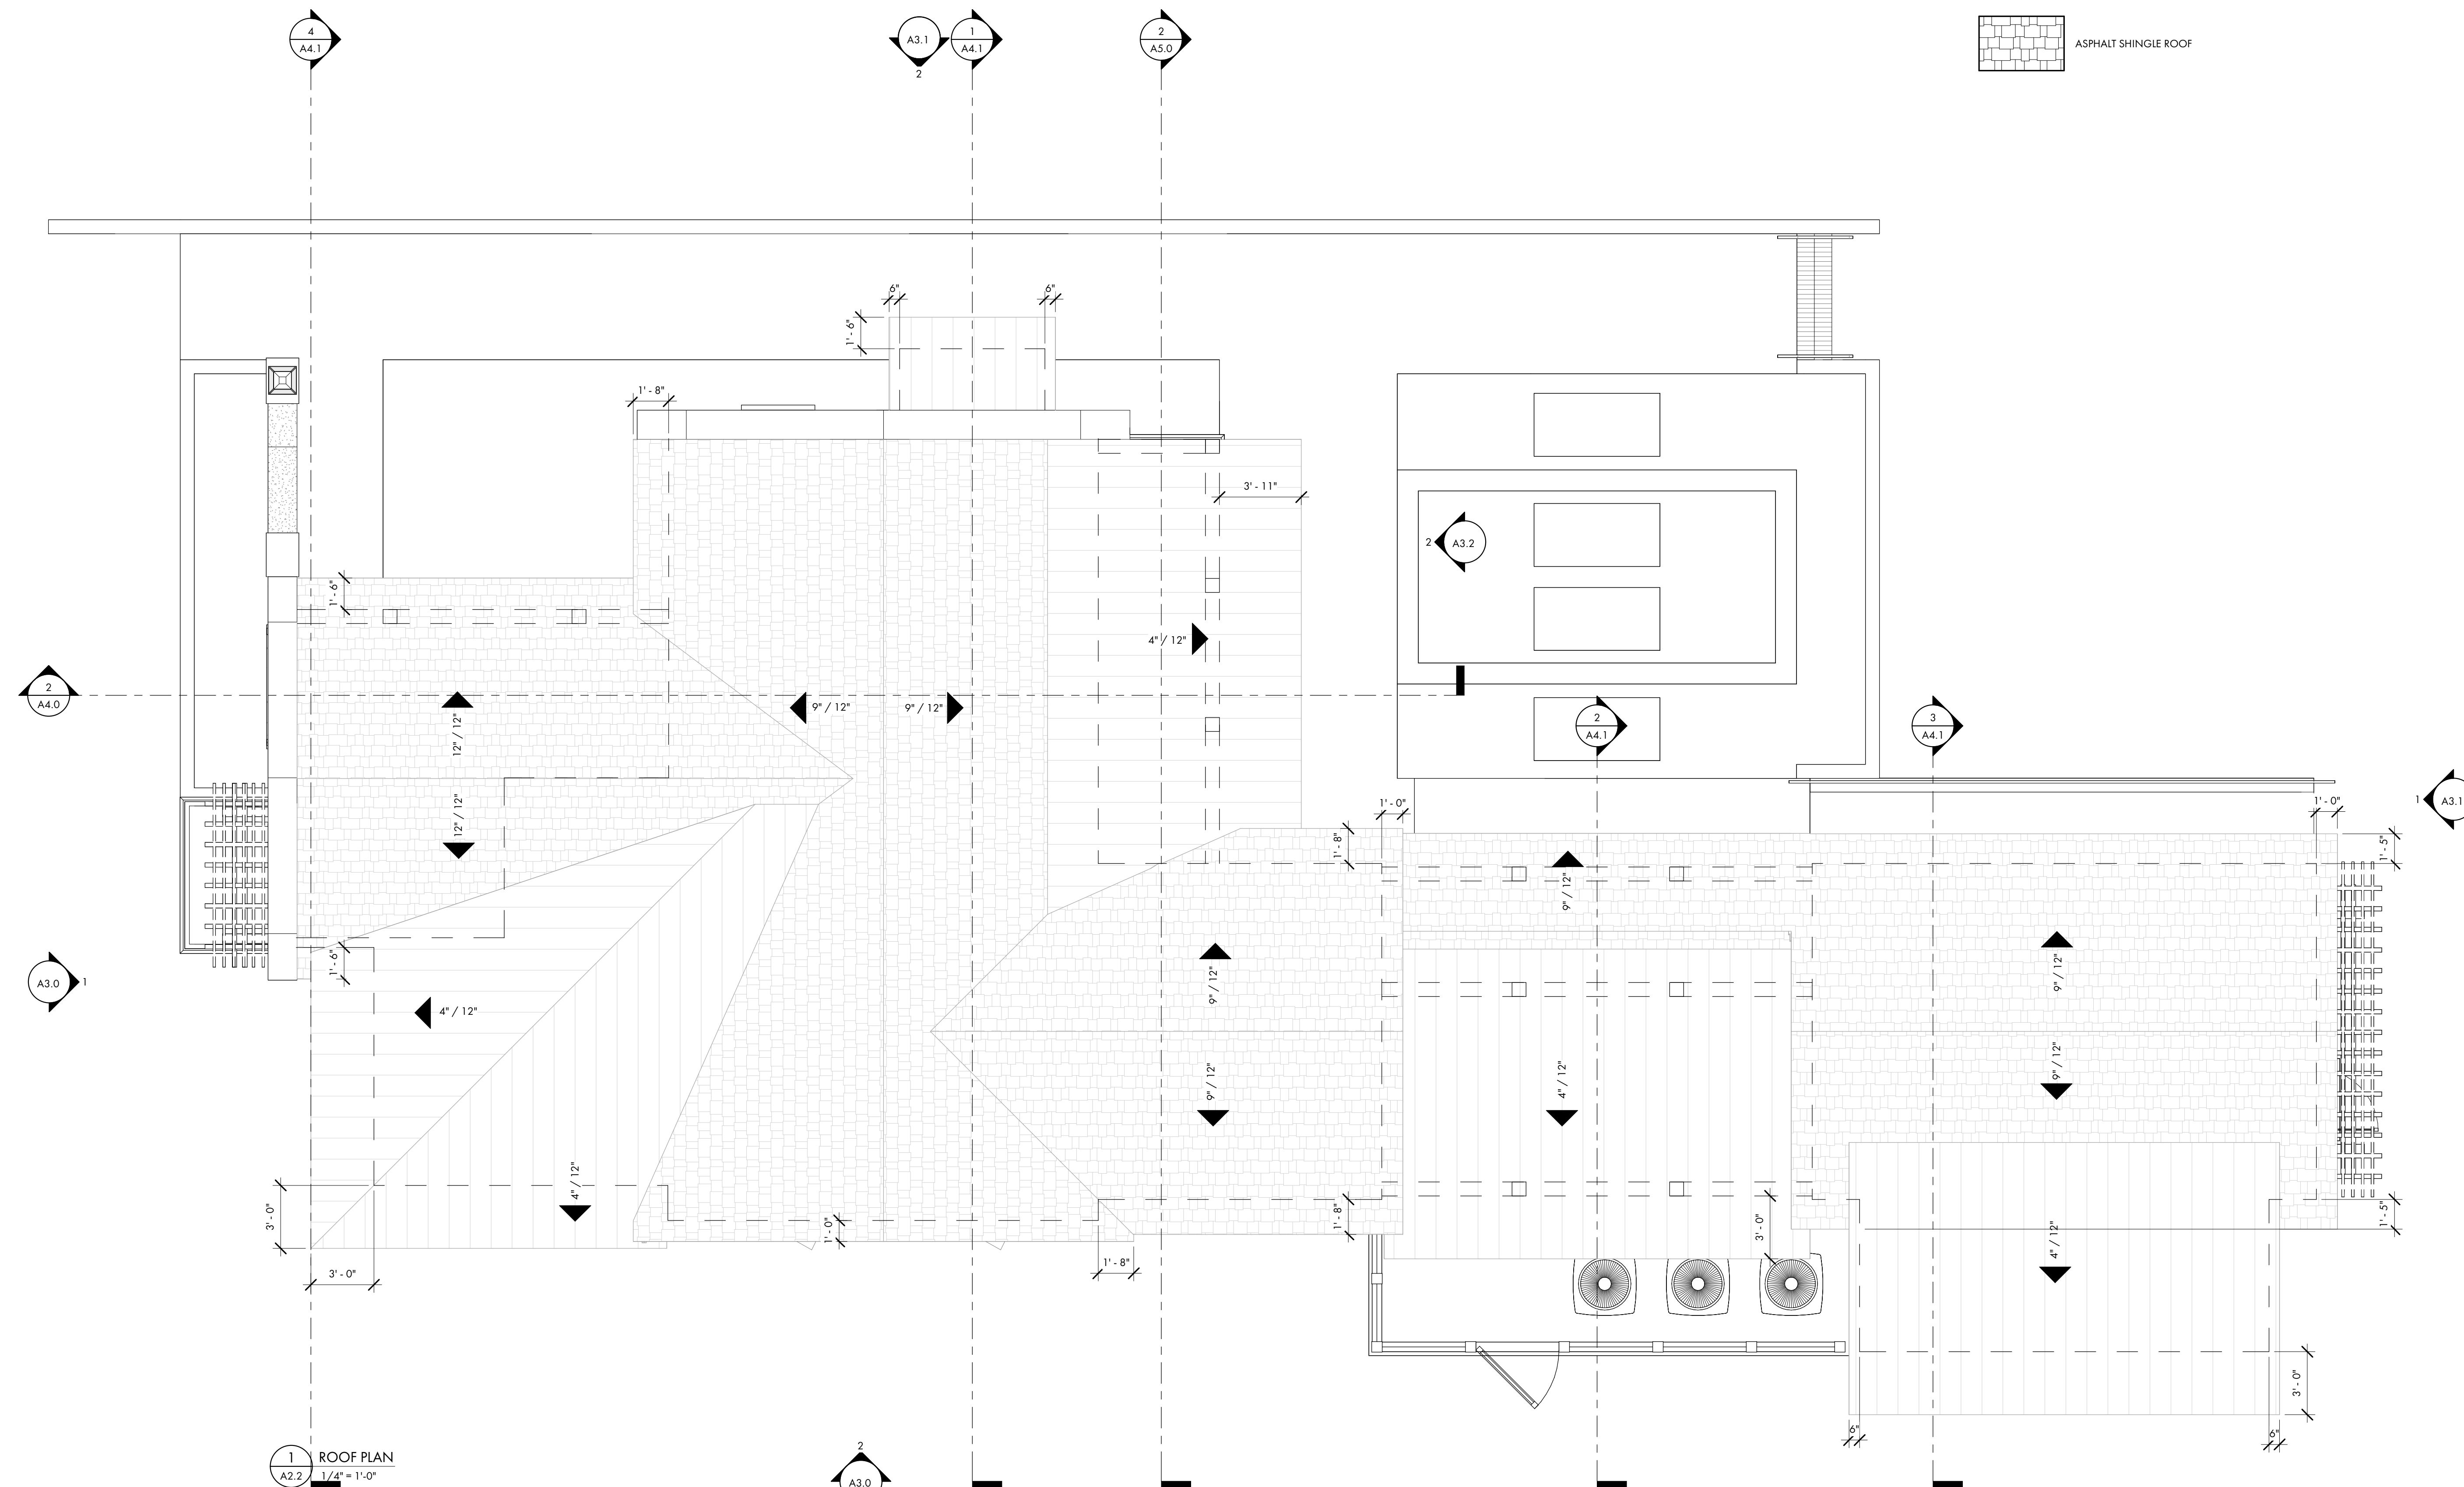 4
A4.1
A3.1
2
1
A4.1
2
A5.0
ASPHALT SHINGLE ROOF
6"
6"
1' - 6"
1' - 8"
3' - 11"
2
A3.2
1' - 6"
4" / 12"
2
A4.0
12" / 12"
9" / 12"
9" / 12"
2
A4.1
3
A4.1
12" / 12"
1' - 0"
1' - 0"
1
A3.1
1' - 8"
1' - 5"
9" / 12"
1' - 6"
A3.0
1
4" / 12"
9" / 12"
9" / 12"
9" / 12"
4" / 12"
9" / 12"
4" / 12"
3' - 0"
1' - 0"
1' - 8"
3' - 0"
1' - 5"
4" / 12"
3' - 0"
1' - 8"
3' - 0"
6"
6"
1
A2.2
ROOF PLAN
1/4" = 1'-0"
2
A3.0